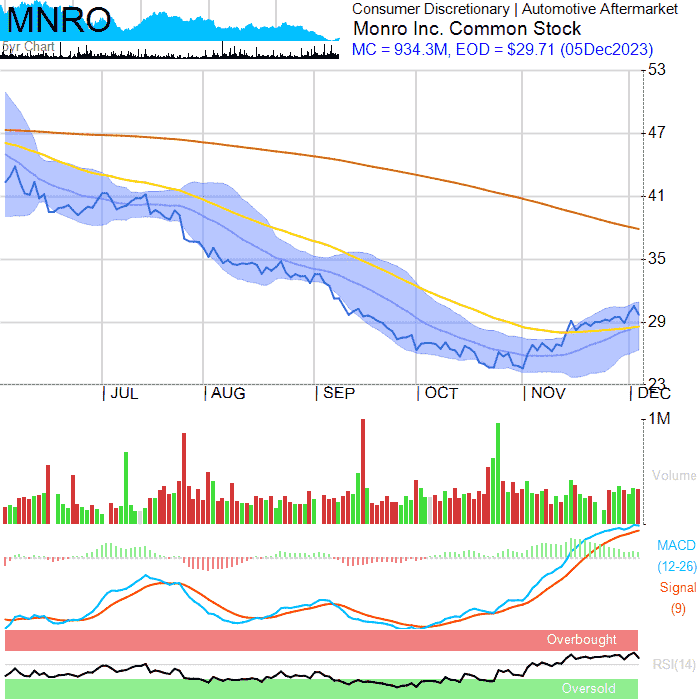 MNRO
5yr Chart
Consumer Discretionary | Automotive Aftermarket
Monro Inc. Common Stock
MC = 934.3M, EOD = $29.71 (05Dec2023)
53
47
41
35
29
23
| JUL | AUG | SEP | OCT | NOV | DEC
1M
Volume
MACD
(12-26)
Signal
(9)
Overbought
RSI(14)
Oversold